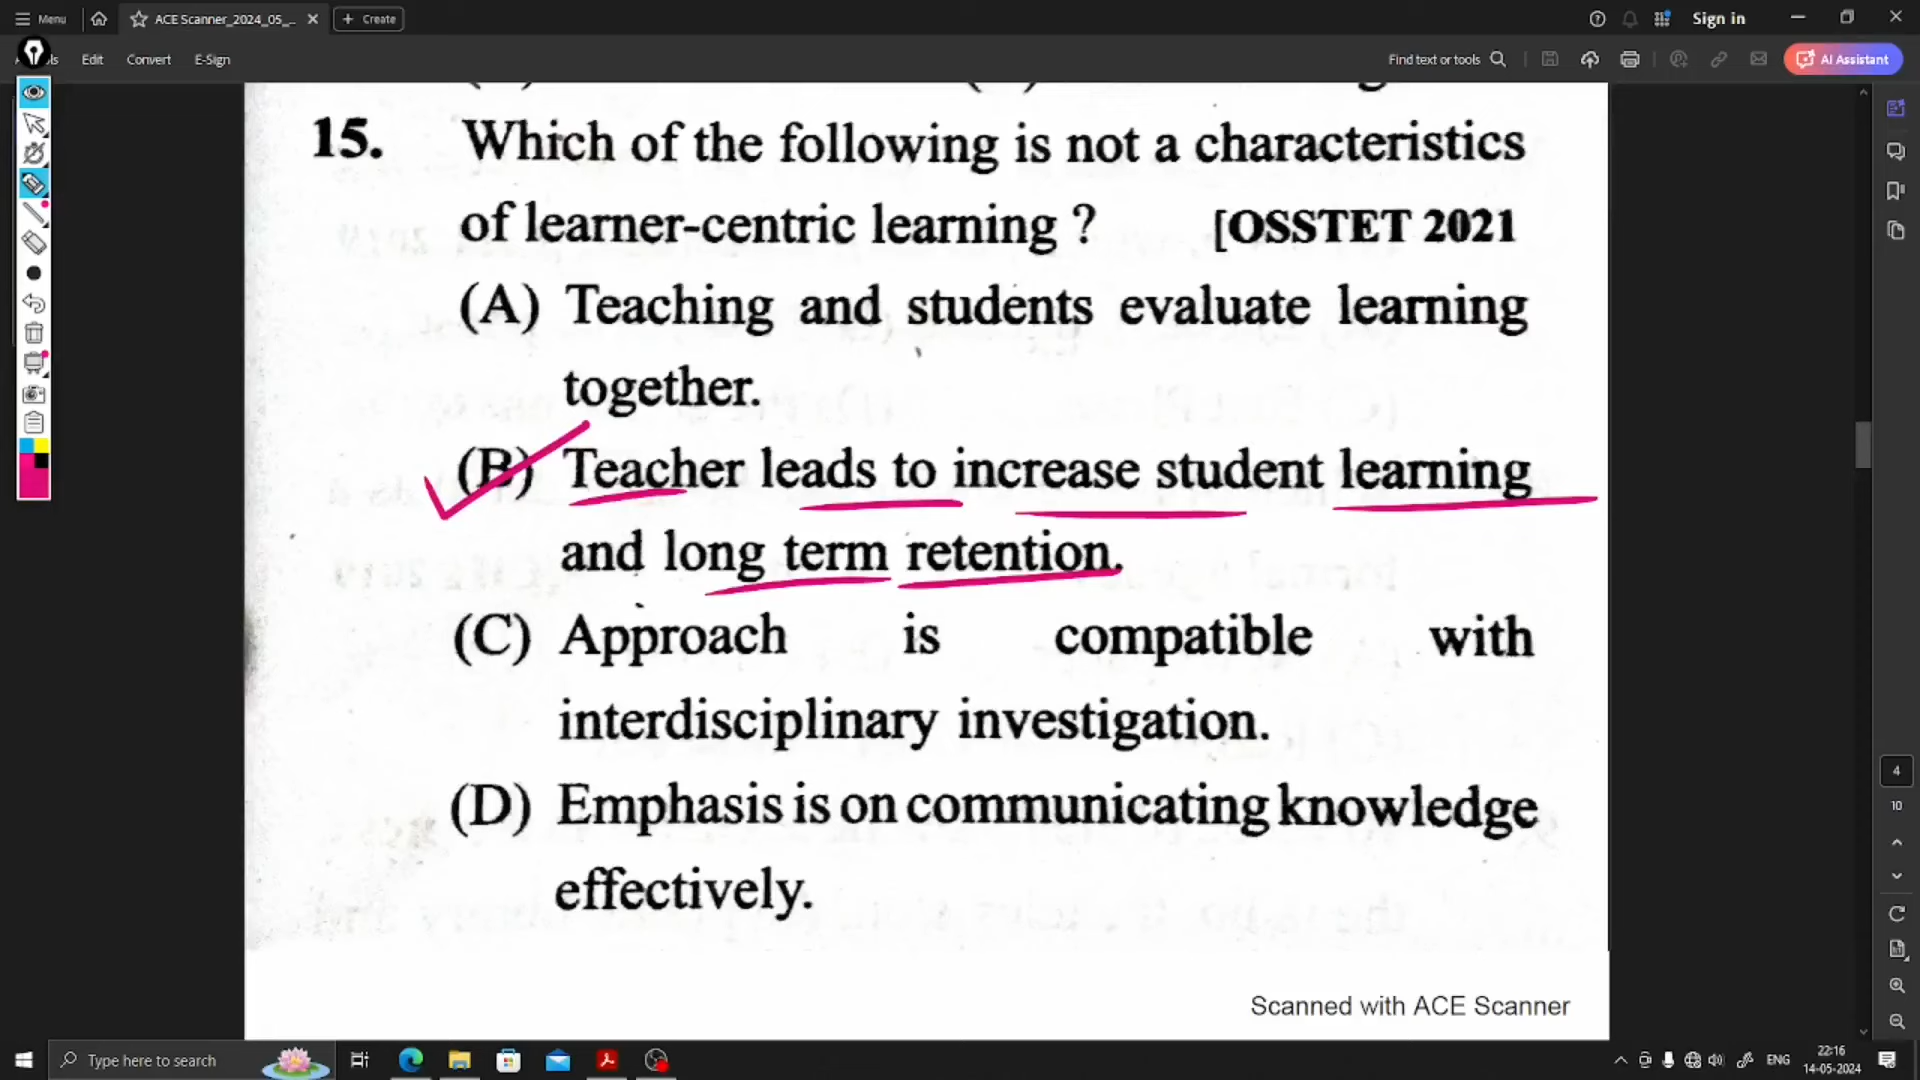 Menu
ACE Scanner_2024_05_...
Create
Sign in
Edit
Convert
E-Sign
Find text or tools
AI Assistant
15. Which of the following is not a characteristics
of learner-centric learning ? [OSSTET 2021
(A) Teaching and students evaluate learning
together.
(B) Teacher leads to increase student learning
and long term retention.
(C) Approach is compatible with
interdisciplinary investigation.
(D) Emphasis is on communicating knowledge
effectively.
Scanned with ACE Scanner
4
10
Type here to search
ENG
22:16
14-05-2024